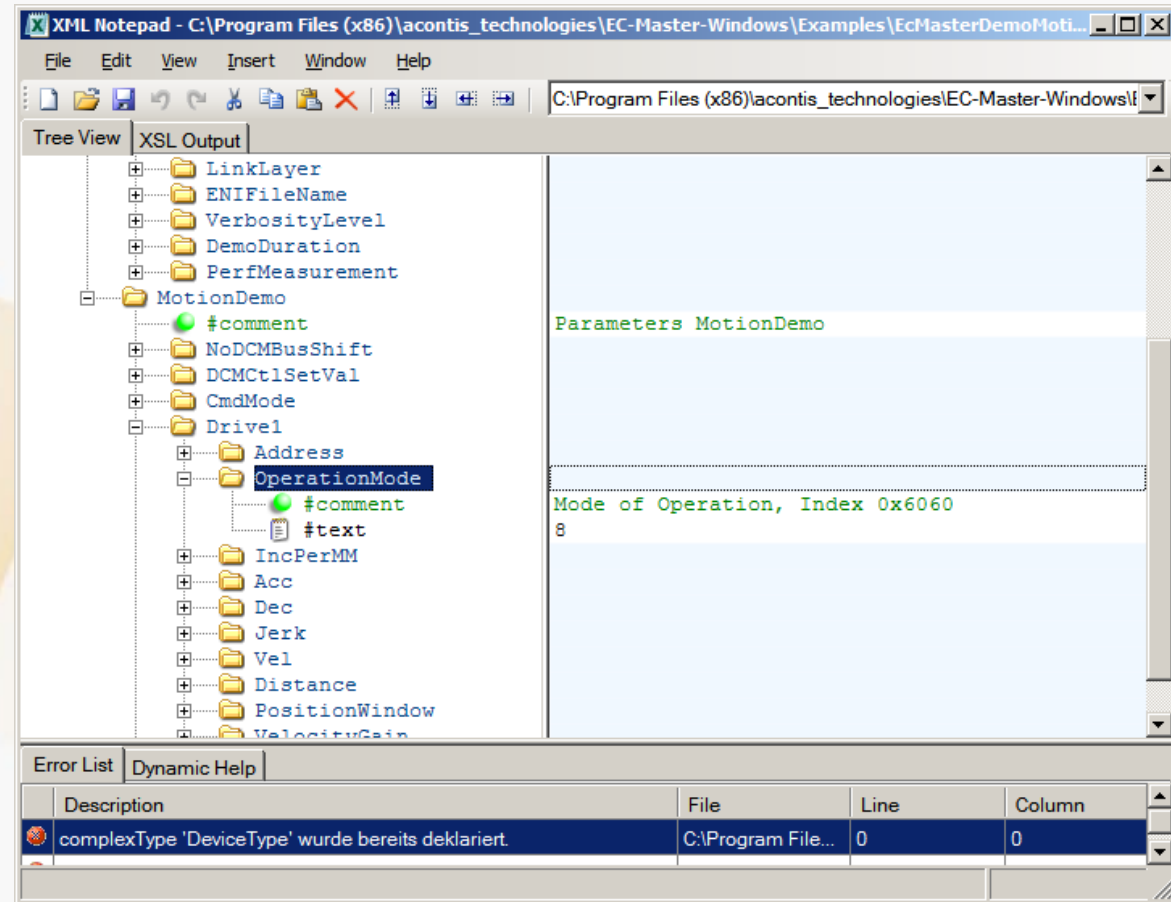 XML Notepad - C:\Program Files (x86)\acontis_technologies\EC-Master-Windows\Examples\EcMasterDemoMoti...
File Edit View Insert Window Help
C:\Program Files (x86)\acontis_technologies\EC-Master-Windows\E
Tree View XSL Output
LinkLayer
ENIFileName
VerbosityLevel
DemoDuration
PerfMeasurement
MotionDemo
#comment Parameters MotionDemo
NoDCMBusShift
DCMCtlSetVal
CmdMode
Drive1
Address
OperationMode
#comment Mode of Operation, Index 0x6060
#text 8
IncPerMM
Acc
Dec
Jerk
Vel
Distance
PositionWindow
VelocityGain
Error List Dynamic Help
Description File Line Column
complexType 'DeviceType' wurde bereits deklariert. C:\Program File... 0 0